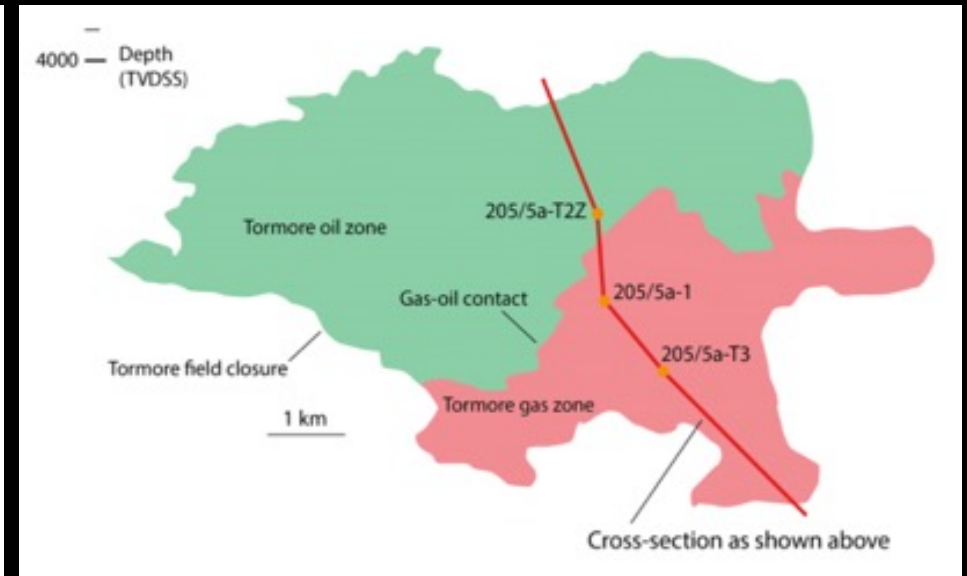 4000
Depth
(TVDSS)
205/5a-T2Z
Tormore oil zone
205/5a-1
Gas-oil contact
205/5a-T3
Tormore field closure
Tormore gas zone
1 km
Cross-section as shown above